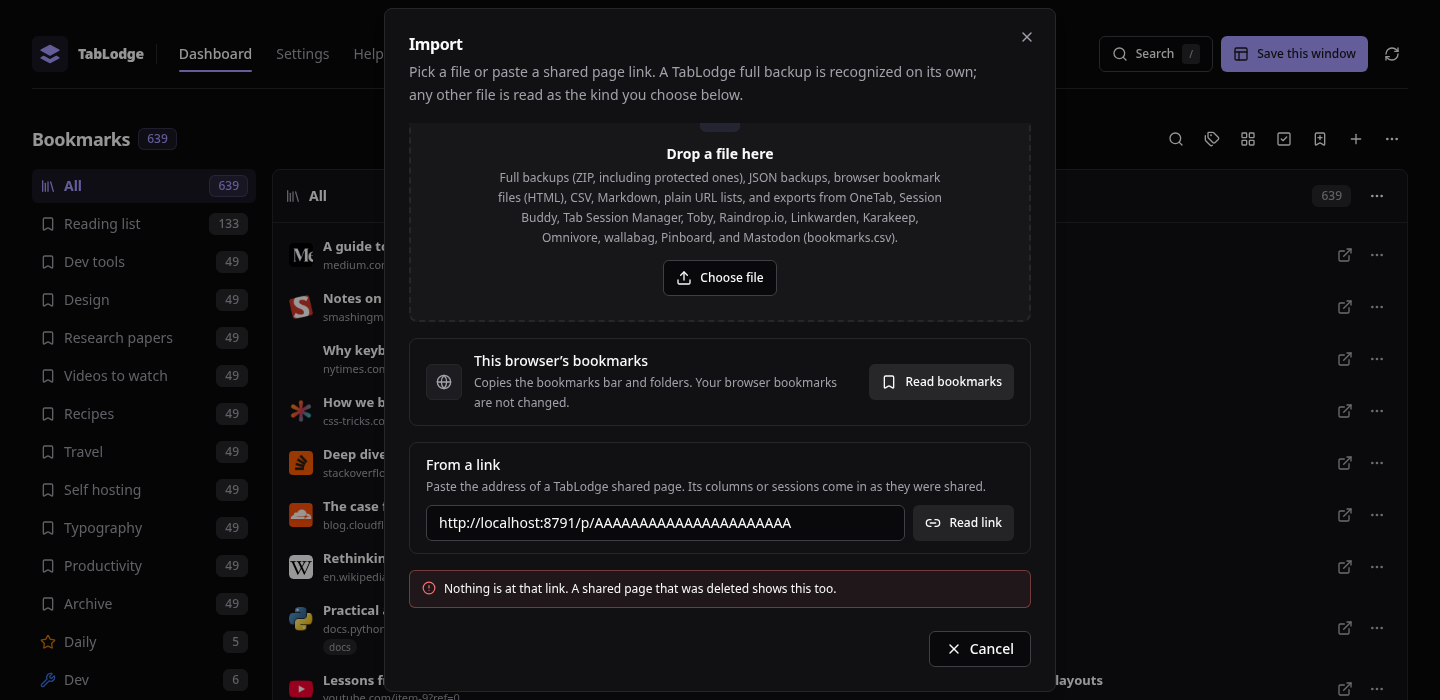 TabLodge
Dashboard
Settings
Help
Search /
Save this window
Import
Pick a file or paste a shared page link. A TabLodge full backup is recognized on its own;
any other file is read as the kind you choose below.
Bookmarks 639
All 639
Reading list 133
Dev tools 49
Design 49
Research papers 49
Videos to watch 49
Recipes 49
Travel 49
Self hosting 49
Typography 49
Productivity 49
Archive 49
Daily 5
Dev 6
All
639
A guide
medium.co
Notes on
smashingm
Why keyb
nytimes.co
How we b
css-tricks.co
Deep dive
stackoverflo
The case
blog.cloudfl
Rethinkin
en.wikipedi
Practical
docs.python
docs
Lessons
youtube.com/item-9?ref=0
layouts
Drop a file here
Full backups (ZIP, including protected ones), JSON backups, browser bookmark
files (HTML), CSV, Markdown, plain URL lists, and exports from OneTab, Session
Buddy, Tab Session Manager, Toby, Raindrop.io, Linkwarden, Karakeep,
Omnivore, wallabag, Pinboard, and Mastodon (bookmarks.csv).
Choose file
This browser’s bookmarks
Copies the bookmarks bar and folders. Your browser bookmarks
are not changed.
Read bookmarks
From a link
Paste the address of a TabLodge shared page. Its columns or sessions come in as they were shared.
http://localhost:8791/p/AAAAAAAAAAAAAAAAAAAAAA
Read link
Nothing is at that link. A shared page that was deleted shows this too.
Cancel